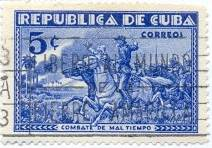 REPUBLICA DE CUBA
5¢ CORREOS
COMBATE DE MAL TIEMPO